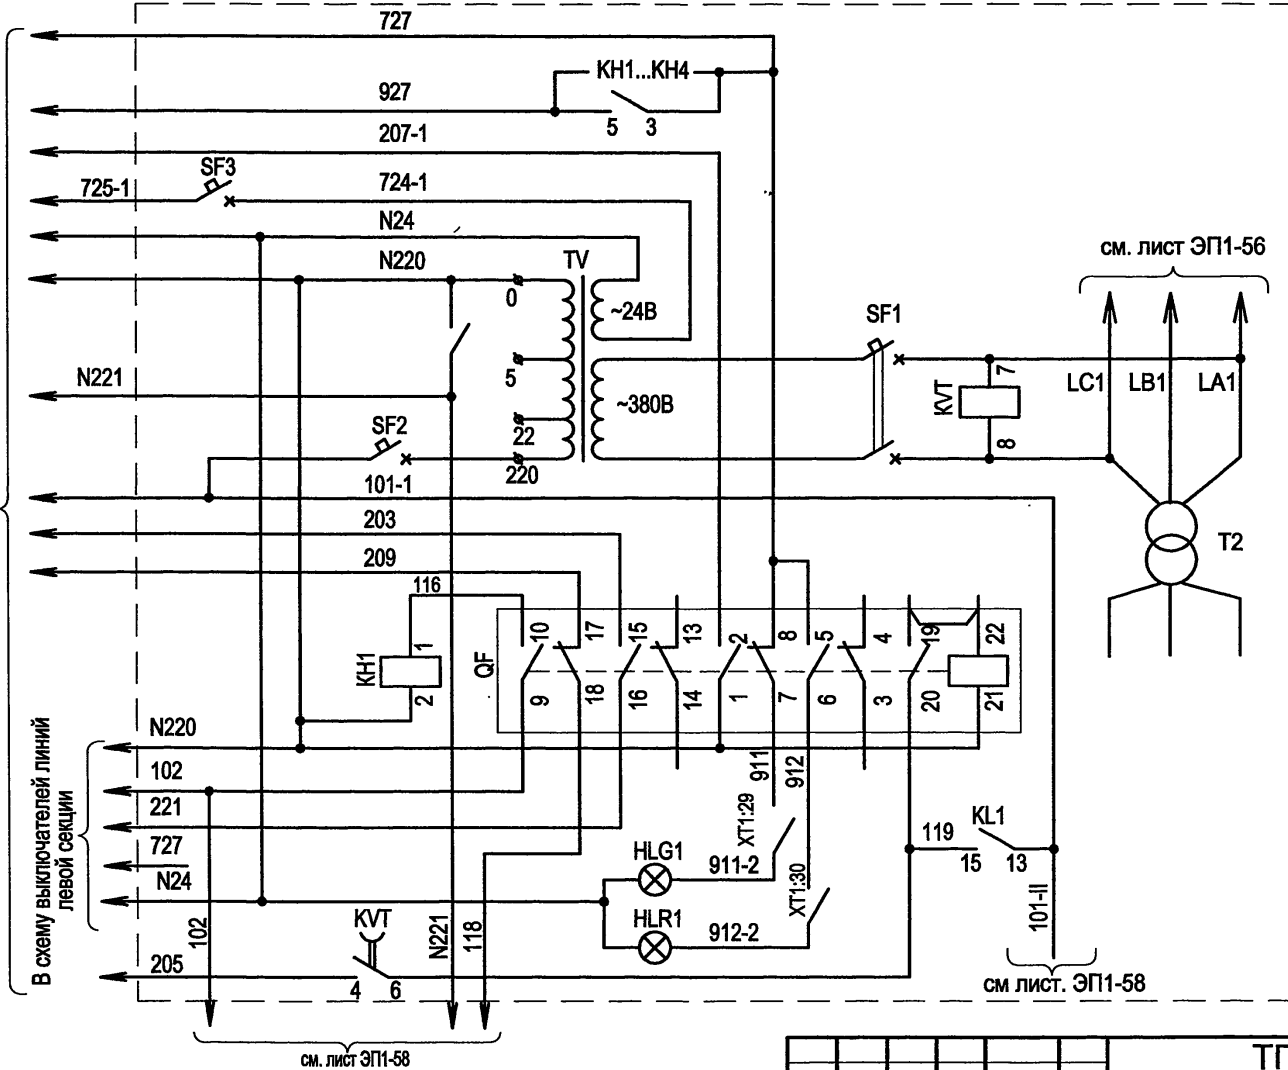 727
KH1...KH4
927
5 3
207-1
SF3
725-1
724-1
N24
N220
TV
0
~24В
см. лист ЭП1-56
SF1
5
N221
~380В
KVT
7
8
LC1 LB1 LA1
SF2
22
220
101-1
203
T2
209
116
KH1
1
2
QF
10 17 15 13 2 8 5 4 19 22
9 18 16 14 1 7 6 3 20 21
N220
911
912
102
221
XT1:29
KL1
119
15 13
727
HLG1
911-2
N24
XT1:30
В схему выключателей линий
левой секции
102
KVT
N221
118
HLR1
912-2
101-II
205
4 6
см лист. ЭП1-58
см. лист ЭП1-58